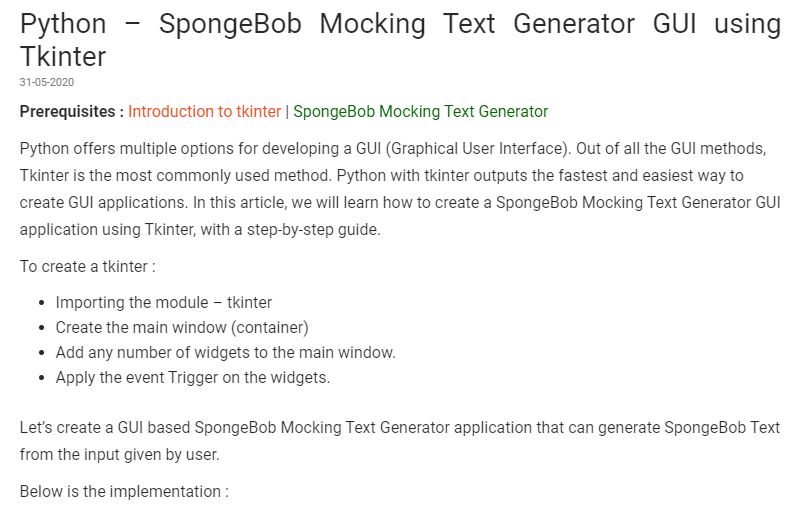 Python – SpongeBob Mocking Text Generator GUI using
Tkinter
31-05-2020
Prerequisites : Introduction to tkinter | SpongeBob Mocking Text Generator
Python offers multiple options for developing a GUI (Graphical User Interface). Out of all the GUI methods,
Tkinter is the most commonly used method. Python with tkinter outputs the fastest and easiest way to
create GUI applications. In this article, we will learn how to create a SpongeBob Mocking Text Generator GUI
application using Tkinter, with a step-by-step guide.
To create a tkinter :
• Importing the module – tkinter
• Create the main window (container)
• Add any number of widgets to the main window.
• Apply the event Trigger on the widgets.
Let’s create a GUI based SpongeBob Mocking Text Generator application that can generate SpongeBob Text
from the input given by user.
Below is the implementation :